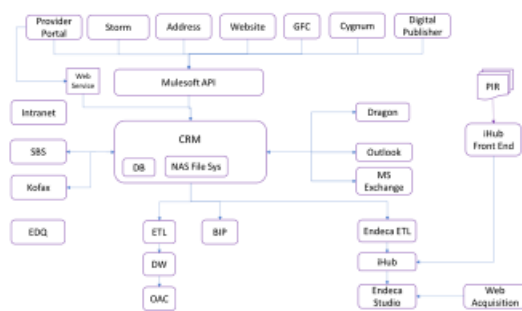 Provider
Portal
Storm
Address
Website
GFC
Cygnum
Digital
Publisher
Web
Service
Mulesoft API
PIR
Intranet
CRM
DB
NAS File Sys
Dragon
iHub
Front End
SBS
Outlook
Kofax
MS
Exchange
EDQ
ETL
BIP
Endeca ETL
DW
iHub
OAC
Endeca
Studio
Web
Acquisition